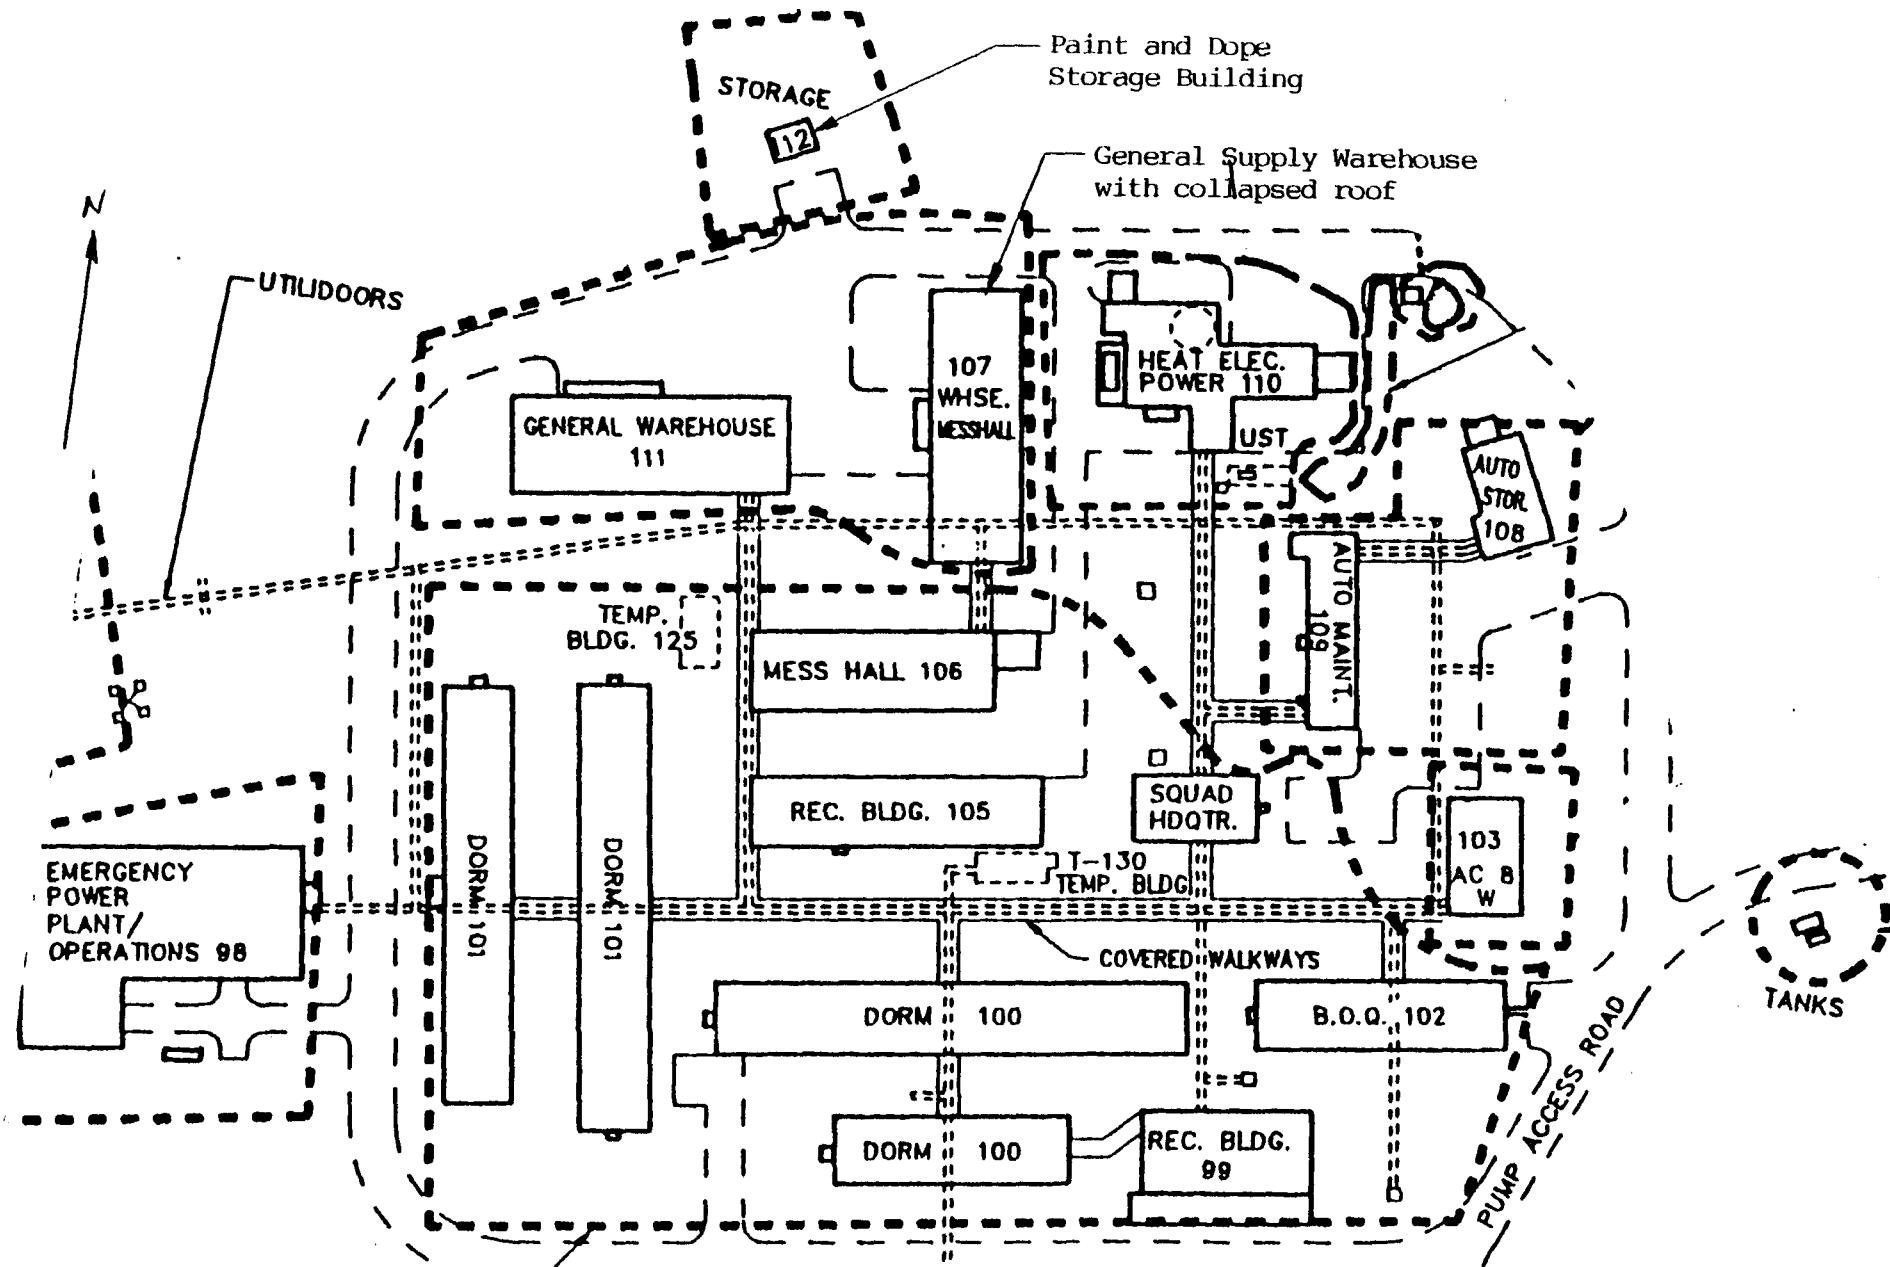 Paint and Dope
Storage Building
STORAGE
112
General Supply Warehouse
with collapsed roof
N
UTILIDOORS
107
WHSE.
MESSHALL
HEAT ELEC.
POWER 110
GENERAL WAREHOUSE
111
UST
AUTO
STOR.
108
AUTO MAINT.
109
TEMP.
BLDG. 125
MESS HALL 106
SQUAD
HDQTR.
REC. BLDG. 105
103
AC & W
T-130
TEMP. BLDG.
EMERGENCY
POWER
PLANT/
OPERATIONS 98
DORM 101
DORM 101
COVERED WALKWAYS
TANKS
DORM 100
B.O.Q. 102
PUMP ACCESS ROAD
DORM 100
REC. BLDG.
99